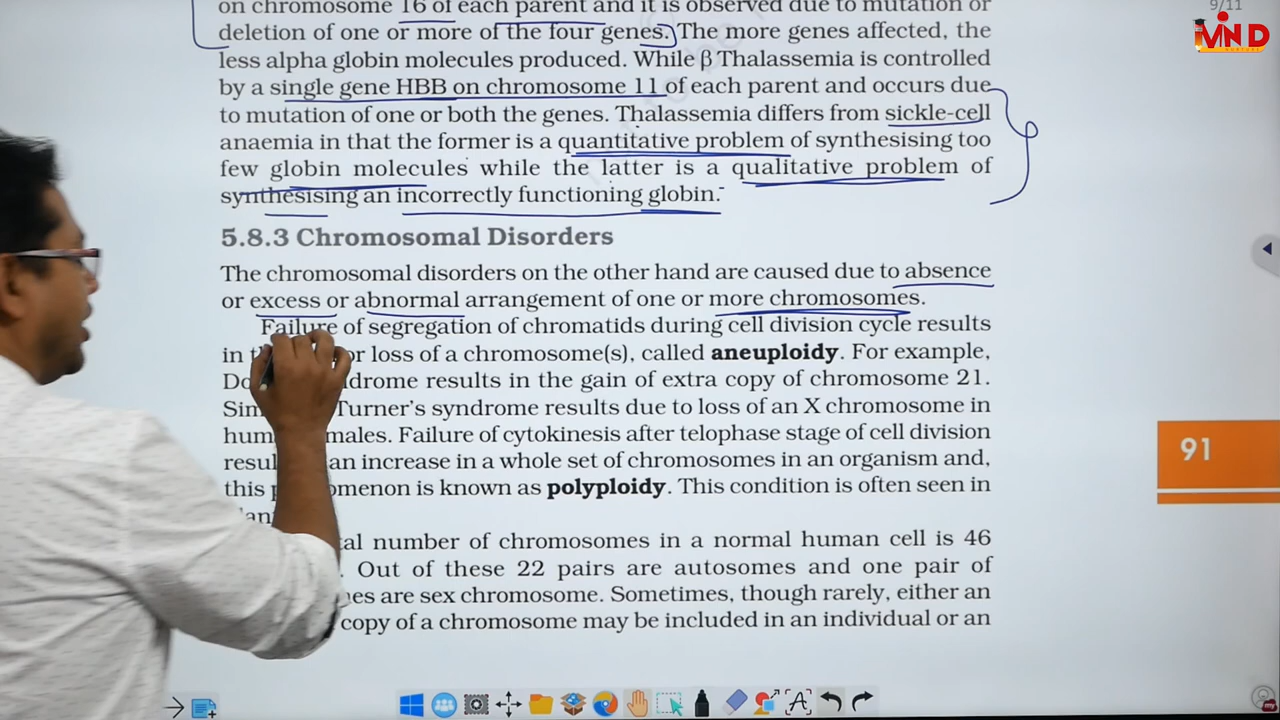 on chromosome 16 of each parent and it is observed due to mutation or
9/11
deletion of one or more of the four genes. The more genes affected, the
MIND
less alpha globin molecules produced. While β Thalassemia is controlled
by a single gene HBB on chromosome 11 of each parent and occurs due
to mutation of one or both the genes. Thalassemia differs from sickle-cell
anaemia in that the former is a quantitative problem of synthesising too
few globin molecules while the latter is a qualitative problem of
synthesising an incorrectly functioning globin.
5.8.3 Chromosomal Disorders
The chromosomal disorders on the other hand are caused due to absence
or excess or abnormal arrangement of one or more chromosomes.
Failure of segregation of chromatids during cell division cycle results
in or loss of a chromosome(s), called aneuploidy. For example,
Do drome results in the gain of extra copy of chromosome 21.
Sim Turner's syndrome results due to loss of an X chromosome in
hum males. Failure of cytokinesis after telophase stage of cell division
resul an increase in a whole set of chromosomes in an organism and,
91
this p omenon is known as polyploidy. This condition is often seen in
lan
al number of chromosomes in a normal human cell is 46
. Out of these 22 pairs are autosomes and one pair of
es are sex chromosome. Sometimes, though rarely, either an
copy of a chromosome may be included in an individual or an